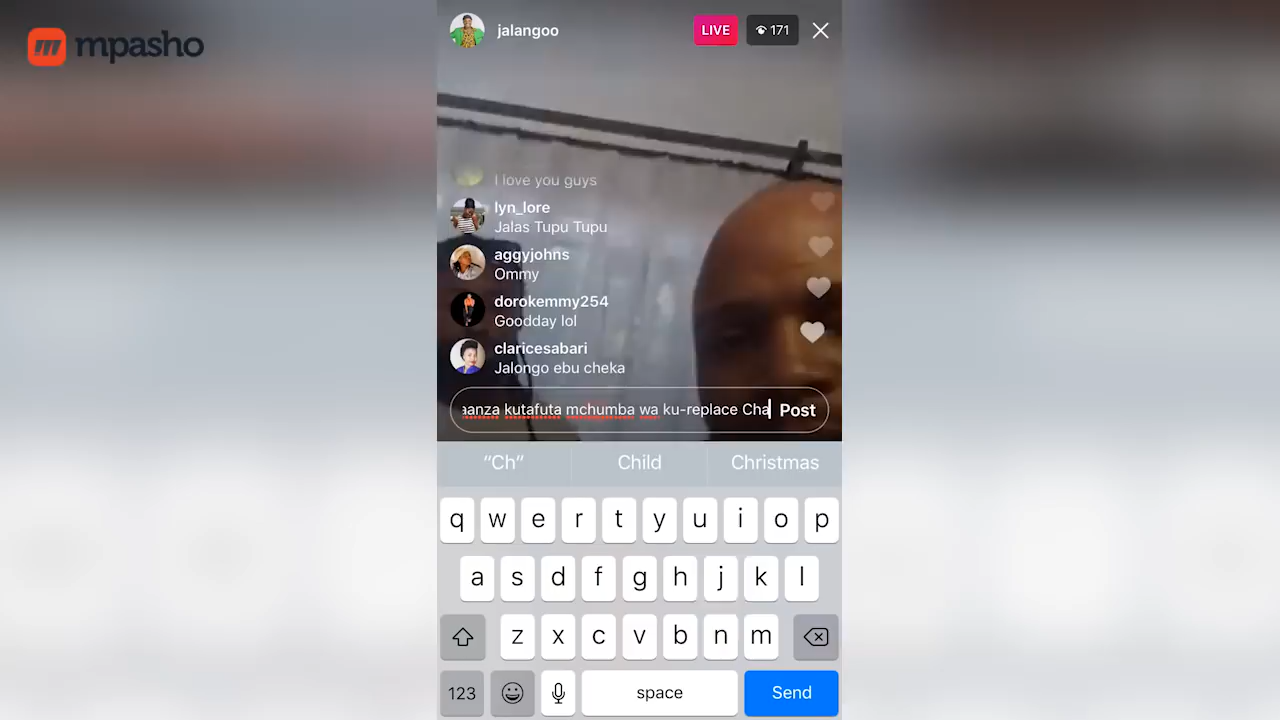 mpasho
jalangoo
LIVE
171
I love you guys
lyn_lore
Jalas Tupu Tupu
aggyjohns
Ommy
dorokemmy254
Goodday lol
claricesabari
Jalongo ebu cheka
kutafuta mchumba wa ku-replace Cha
Post
"Ch"
Child
Christmas
q w e r t y u i o p
a s d f g h j k l
z x c v b n m
123
space
Send